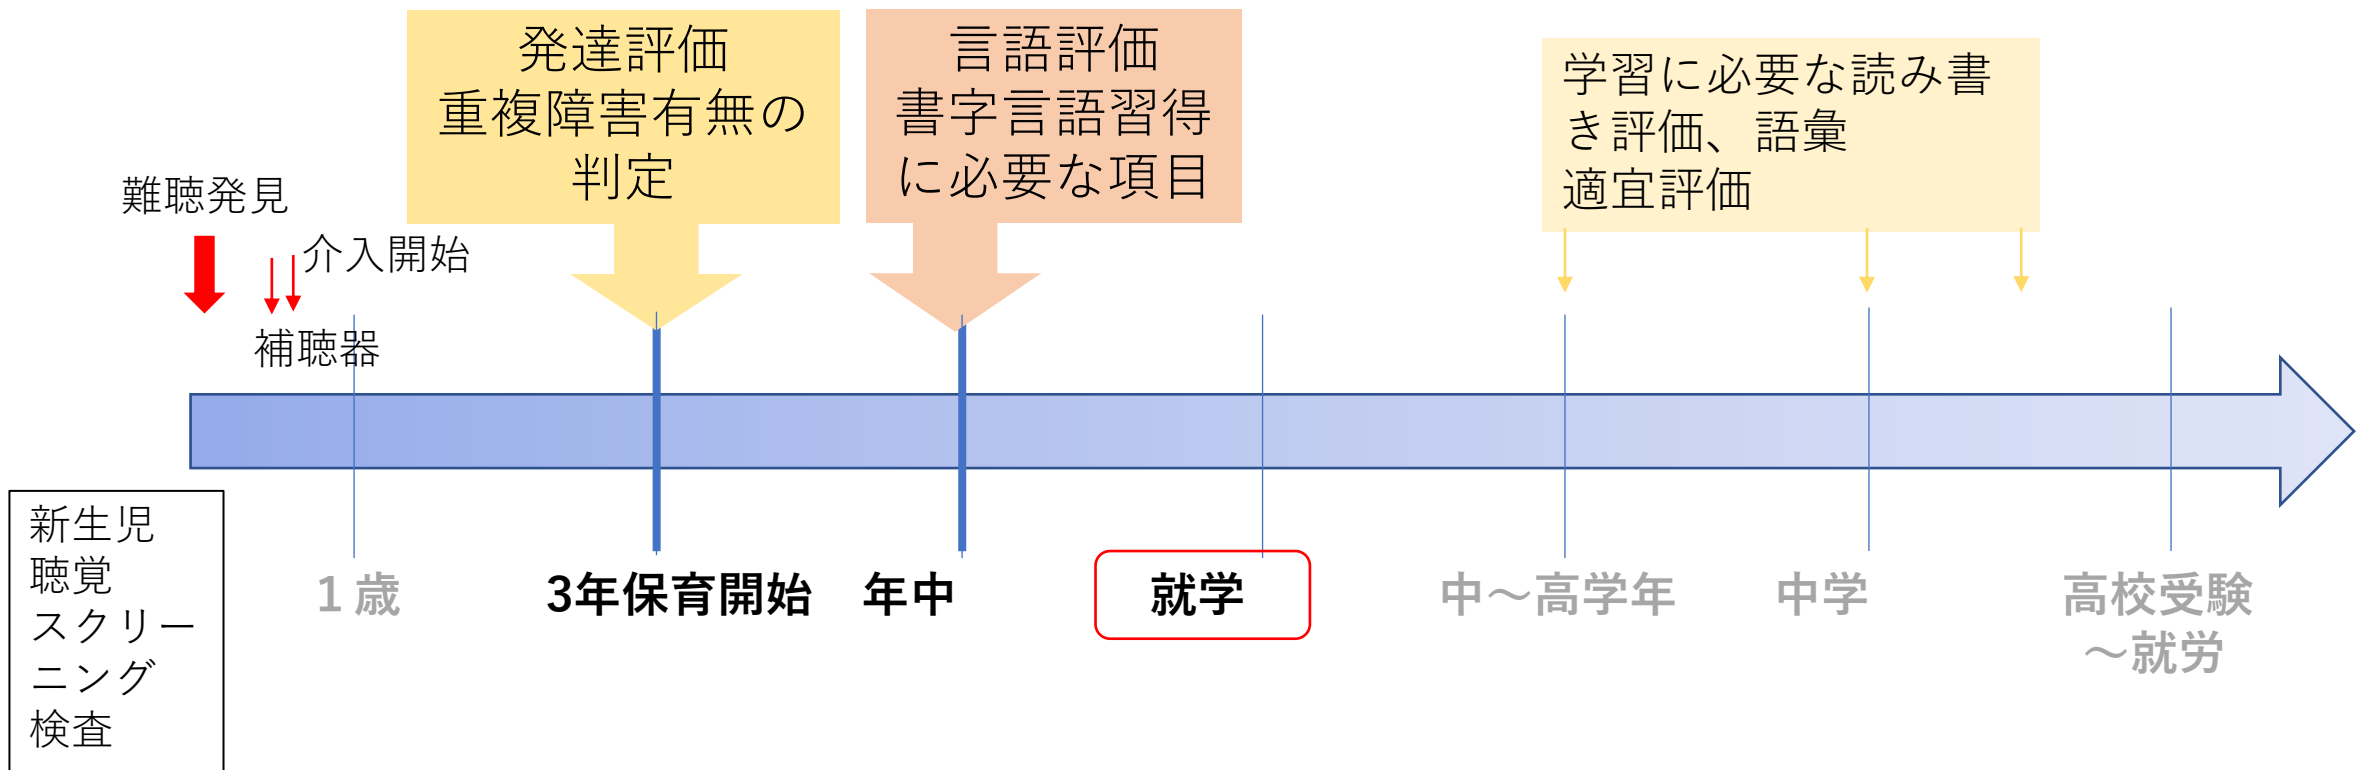 発達評価
重複障害有無の
判定
言語評価
書字言語習得
に必要な項目
学習に必要な読み書
き評価、語彙
適宜評価
難聴発見
介入開始
補聴器
新生児
聴覚
スクリー
ニング
検査
1歳
3年保育開始
年中
就学
中～高学年
中学
高校受験
～就労